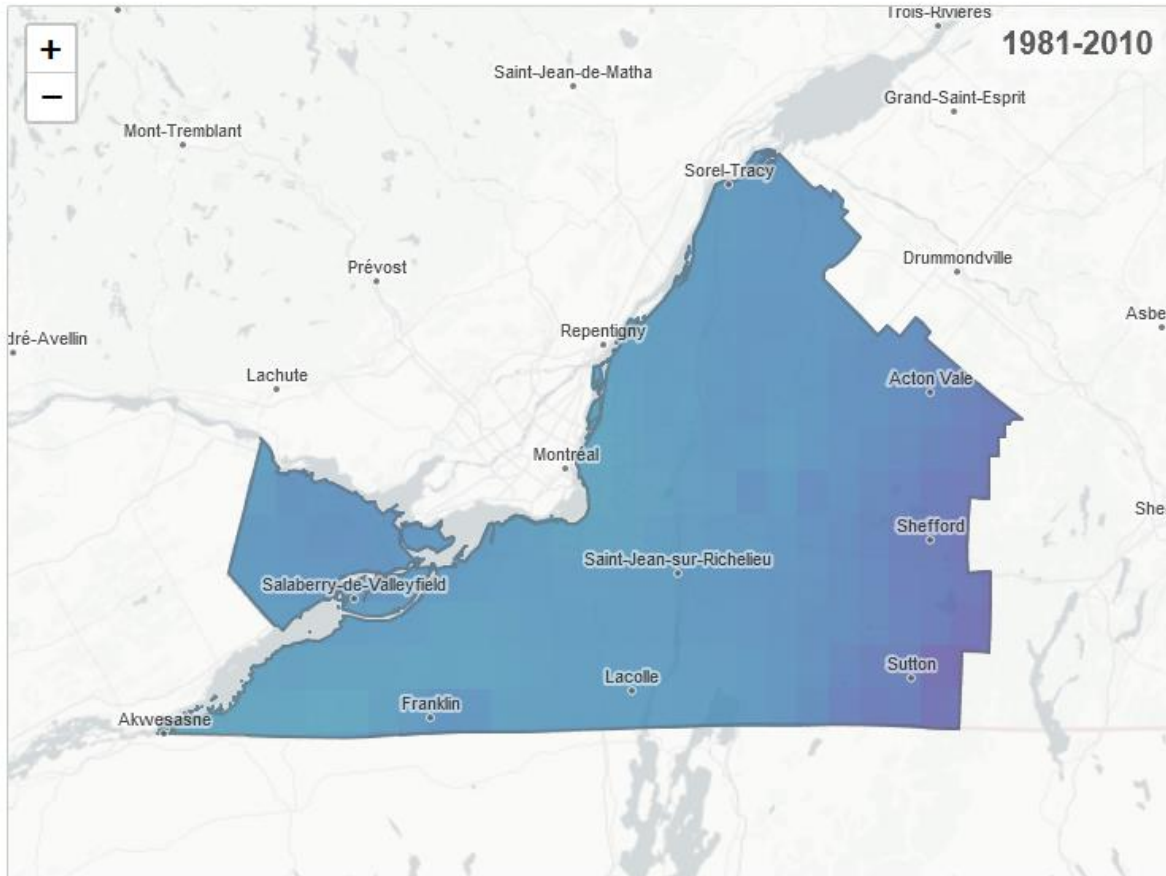 Trois-Rivières
+
1981-2010
−
Saint-Jean-de-Matha
Grand-Saint-Esprit
Mont-Tremblant
Sorel-Tracy
Drummondville
Prévost
Asbe
Repentigny
dré-Avellin
Lachute
Acton Vale
Montréal
She
Shefford
Saint-Jean-sur-Richelieu
Salaberry-de-Valleyfield
Sutton
Lacolle
Franklin
Akwesasne